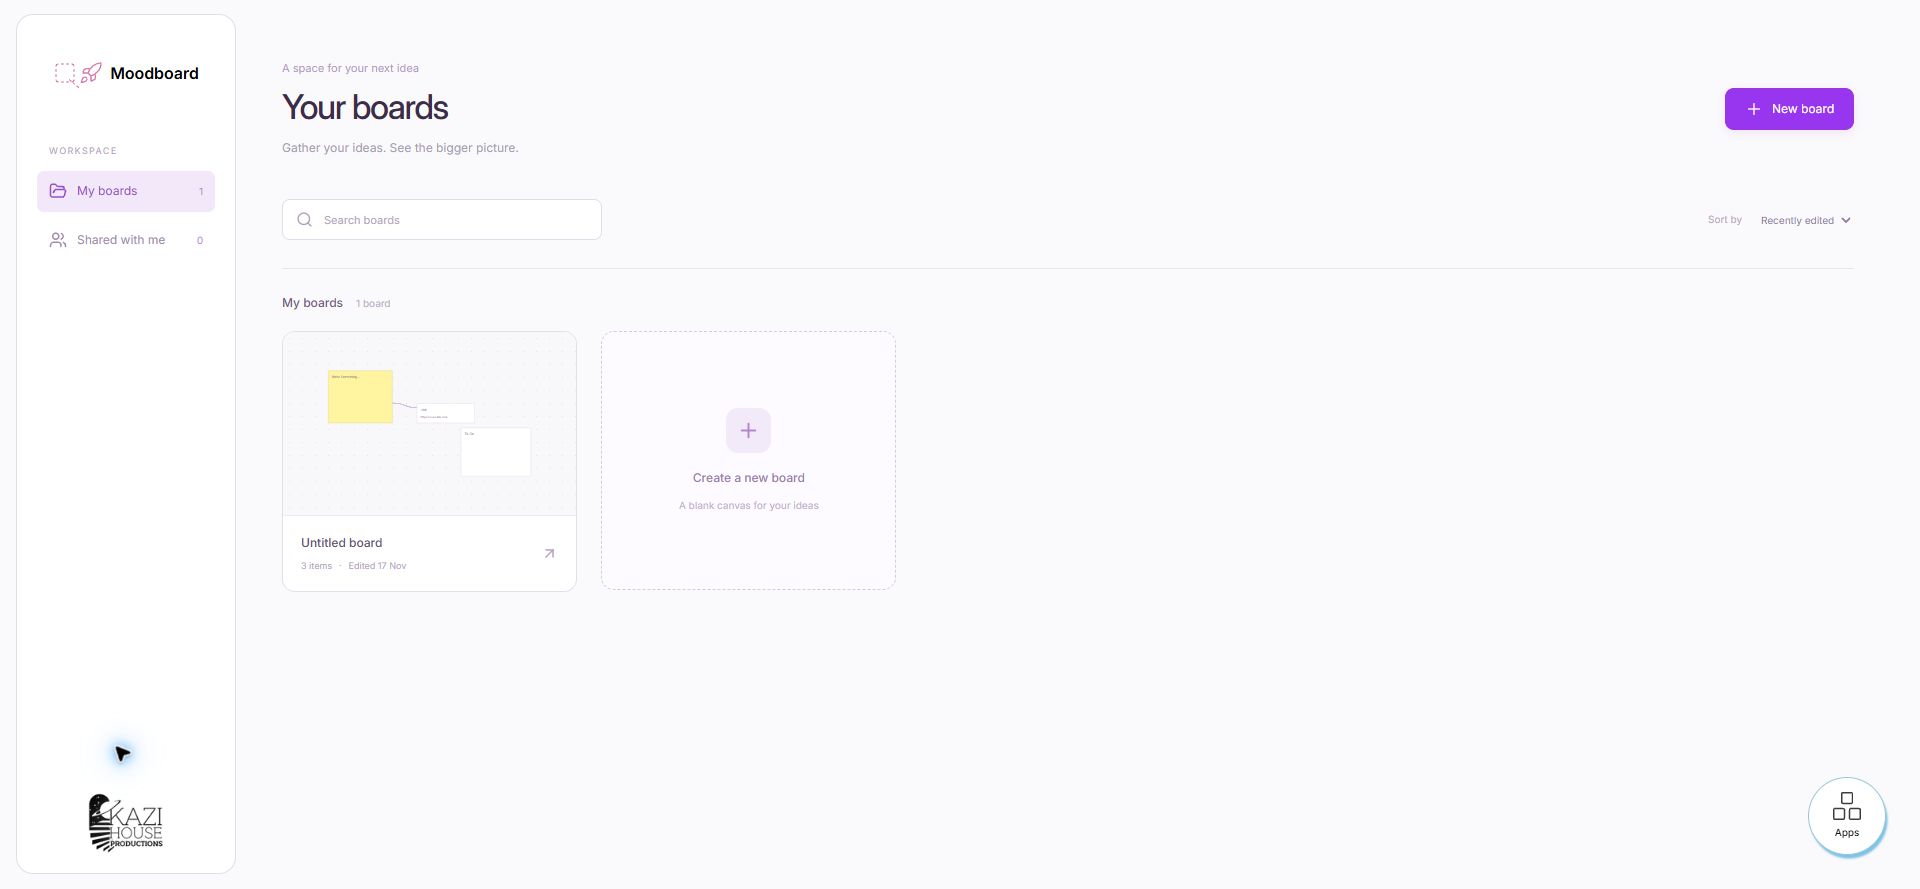 Moodboard
WORKSPACE
My boards 1
Shared with me 0
KAZI
HOUSE
PRODUCTIONS
A space for your next idea
Your boards
Gather your ideas. See the bigger picture.
New board
Search boards
Sort by Recently edited
My boards 1 board
To do
Untitled board
3 items · Edited 17 Nov
Create a new board
A blank canvas for your ideas
Apps